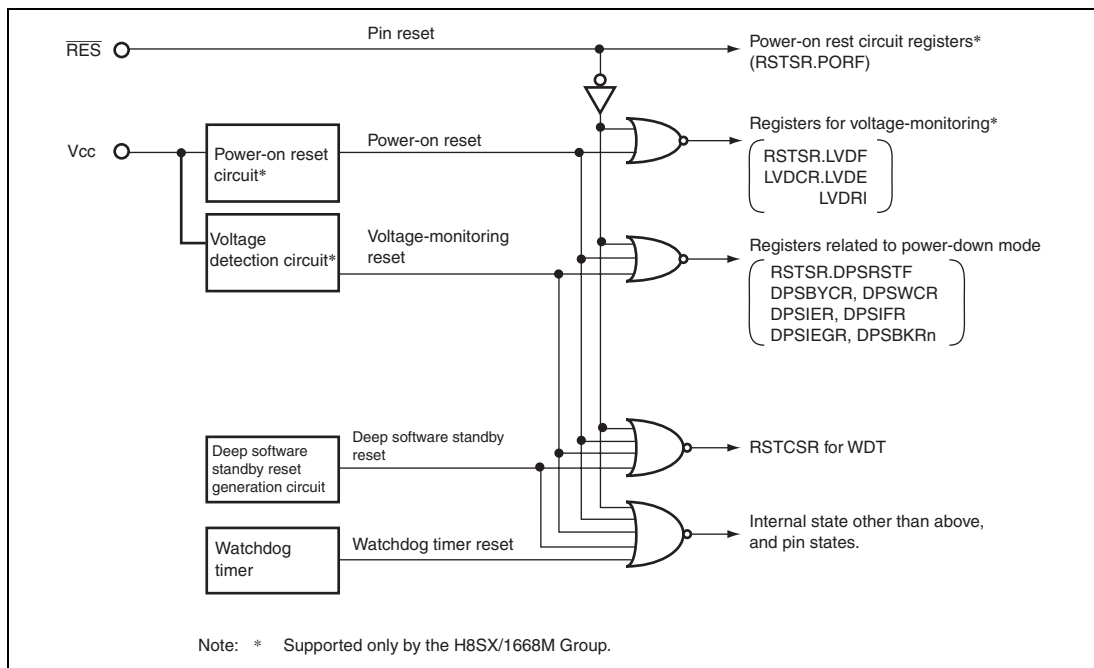 RES
Pin reset
Power-on rest circuit registers*
(RSTSR.PORF)
Vcc
Power-on reset
circuit*
Power-on reset
Registers for voltage-monitoring*
RSTSR.LVDF
LVDCR.LVDE
LVDRI
Voltage
detection circuit*
Voltage-monitoring
reset
Registers related to power-down mode
RSTSR.DPSRSTF
DPSBYCR, DPSWCR
DPSIER, DPSIFR
DPSIEGR, DPSBKRn
Deep software
standby reset
generation circuit
Deep software standby
reset
RSTCSR for WDT
Watchdog
timer
Watchdog timer reset
Internal state other than above,
and pin states.
Note: * Supported only by the H8SX/1668M Group.